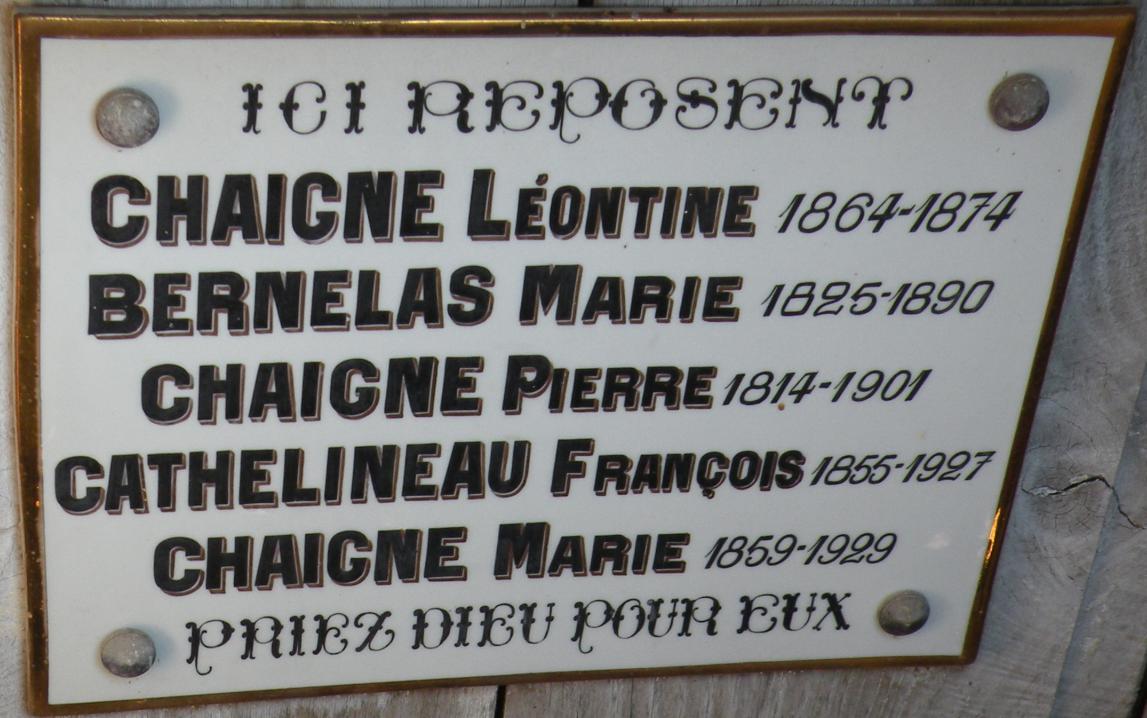 ICI REPOSENT
CHAIGNE LÉONTINE 1864-1874
BERNELAS MARIE 1825-1890
CHAIGNE PIERRE 1814-1901
CATHELINEAU FRANÇOIS 1855-1927
CHAIGNE MARIE 1859-1929
PRIEZ DIEU POUR EUX